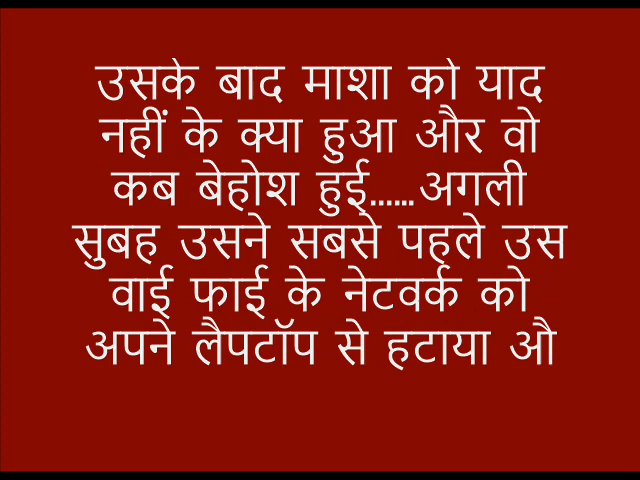 उसके बाद माशा को याद
नहीं के क्या हुआ और वो
कब बेहोश हुई......अगली
सुबह उसने सबसे पहले उस
वाई फाई के नेटवर्क को
अपने लैपटॉप से हटाया औ